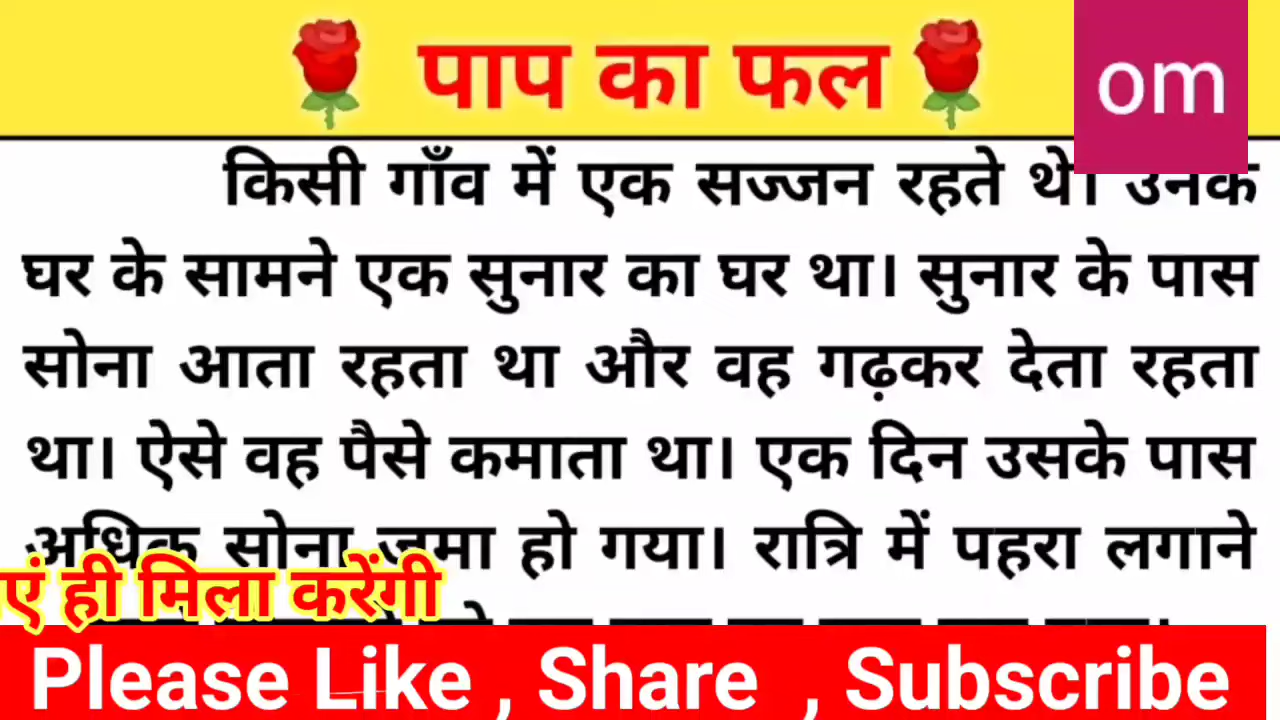 पाप का फल
om
किसी गाँव में एक सज्जन रहते थे। उनके
घर के सामने एक सुनार का घर था। सुनार के पास
सोना आता रहता था और वह गढ़कर देता रहता
था। ऐसे वह पैसे कमाता था। एक दिन उसके पास
अधिक सोना जमा हो गया। रात्रि में पहरा लगाने
ही मिला करेंगी
Please Like , Share , Subscribe